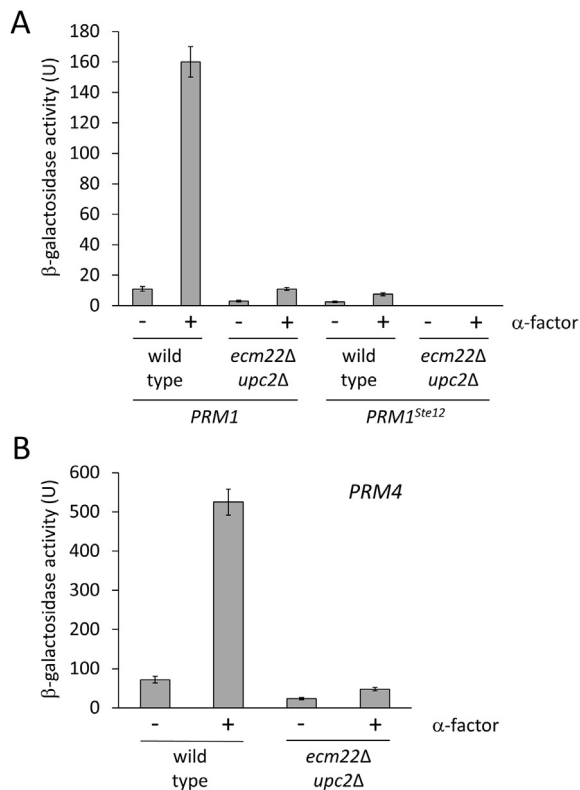 A
β-galactosidase activity (U)
180
160
140
120
100
80
60
40
20
0
- + - + - + - + α-factor
wild ecm22Δ wild ecm22Δ
type upc2Δ type upc2Δ
PRM1 PRM1Ste12
B
β-galactosidase activity (U)
PRM4
600
500
400
300
200
100
0
- + - + α-factor
wild ecm22Δ
type upc2Δ